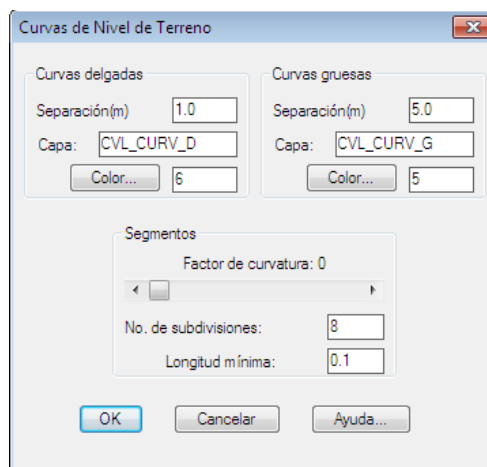 Curvas de Nivel de Terreno
Curvas delgadas
Separación(m) 1.0
Capa: CVL_CURV_D
Color... 6
Curvas gruesas
Separación(m) 5.0
Capa: CVL_CURV_G
Color... 5
Segmentos
Factor de curvatura: 0
No. de subdivisiones: 8
Longitud mínima: 0.1
OK Cancelar Ayuda...